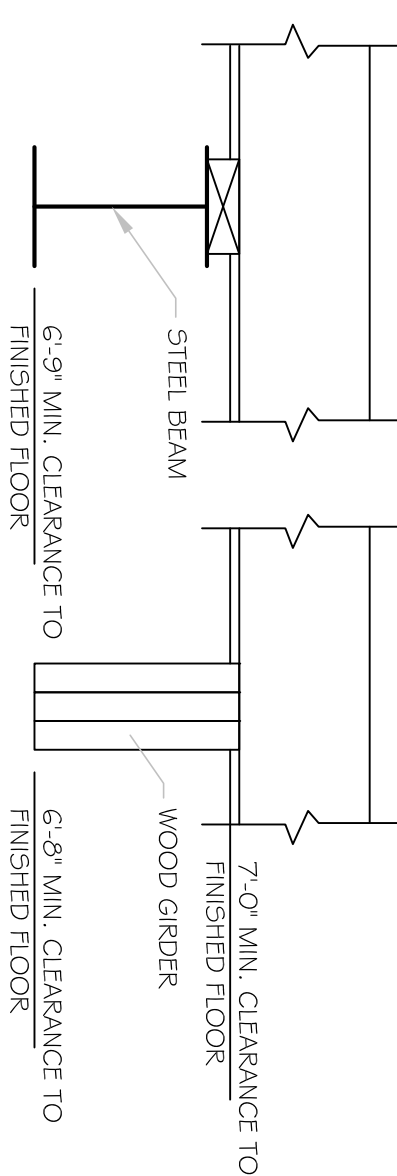 STEEL BEAM
6'-9" MIN. CLEARANCE TO
FINISHED FLOOR
7'-0" MIN. CLEARANCE TO
FINISHED FLOOR
WOOD GIRDER
6'-8" MIN. CLEARANCE TO
FINISHED FLOOR